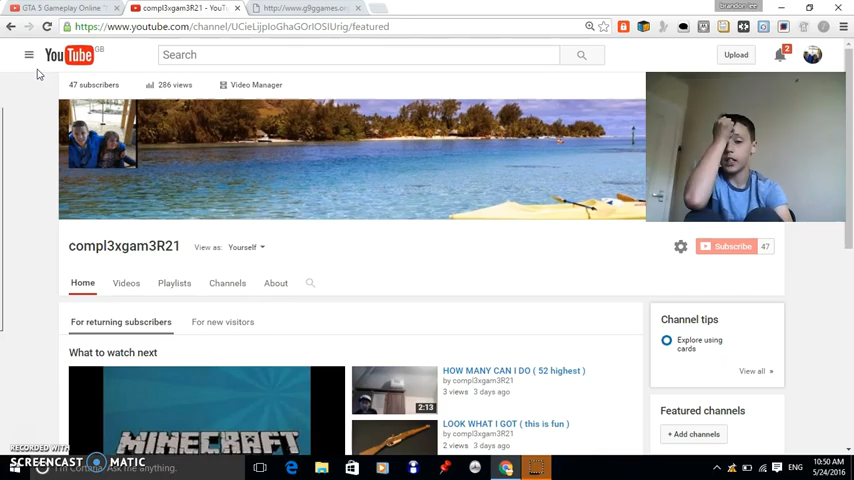 Brandon-lee
GTA 5 Gameplay Online
compl3xgam3R21 - YouT
http://www.g9ggames.c
https://www.youtube.com/channel/UCieLijpIoGhaGOrIOSIUrig/featured
YouTube GB
Search
Upload
2
47 subscribers
286 views
Video Manager
compl3xgam3R21
View as: Yourself
Subscribe 47
Home Videos Playlists Channels About
For returning subscribers
For new visitors
What to watch next
MINECRAFT
HOW MANY CAN I DO ( 52 highest )
by compl3xgam3R21
3 views 3 days ago
2:13
LOOK WHAT I GOT ( this is fun )
by compl3xgam3R21
2 views 3 days ago
Channel tips
Explore using
cards
View all »
Featured channels
+ Add channels
RECORDED WITH
SCREENCAST MATIC
I'm Cortana. Ask me anything.
ENG
10:50 AM
5/24/2016